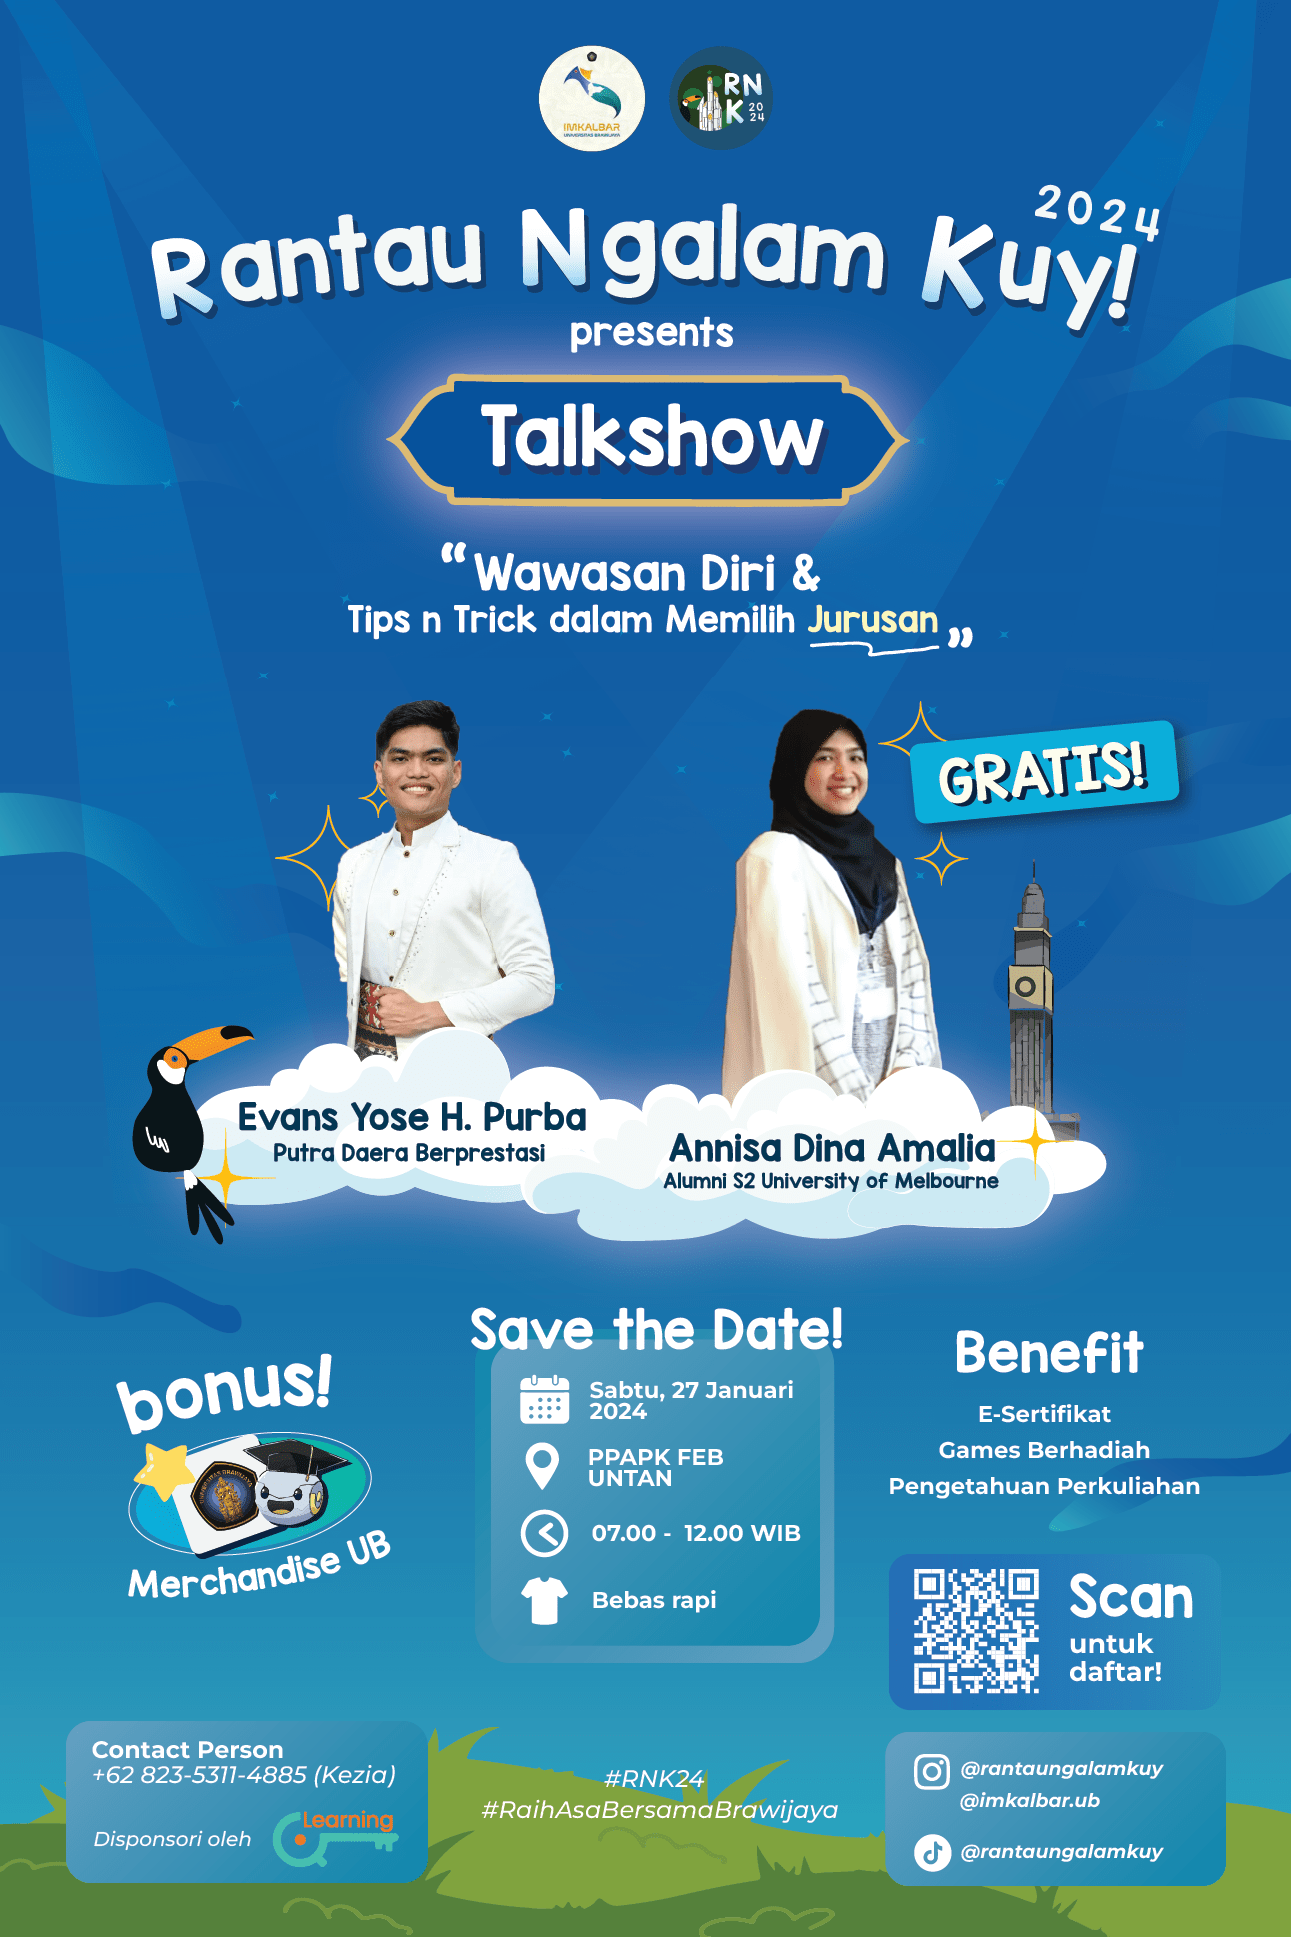 IMKALBAR
UNIVERSITAS BRAWIJAYA
RN
K 20
24
2024
Rantau Ngalam Kuy!
presents
Talkshow
“Wawasan Diri &
Tips n Trick dalam Memilih Jurusan”
GRATIS!
Evans Yose H. Purba
Putra Daera Berprestasi
Annisa Dina Amalia
Alumni S2 University of Melbourne
bonus!
UNIVERSITAS BRAWIJAYA
Merchandise UB
Save the Date!
Sabtu, 27 Januari
2024
PPAPK FEB
UNTAN
07.00 - 12.00 WIB
Bebas rapi
Benefit
E-Sertifikat
Games Berhadiah
Pengetahuan Perkuliahan
Scan
untuk
daftar!
Contact Person
+62 823-5311-4885 (Kezia)
Disponsori oleh
Learning
#RNK24
#RaihAsaBersamaBrawijaya
@rantaungalamkuy
@imkalbar.ub
@rantaungalamkuy